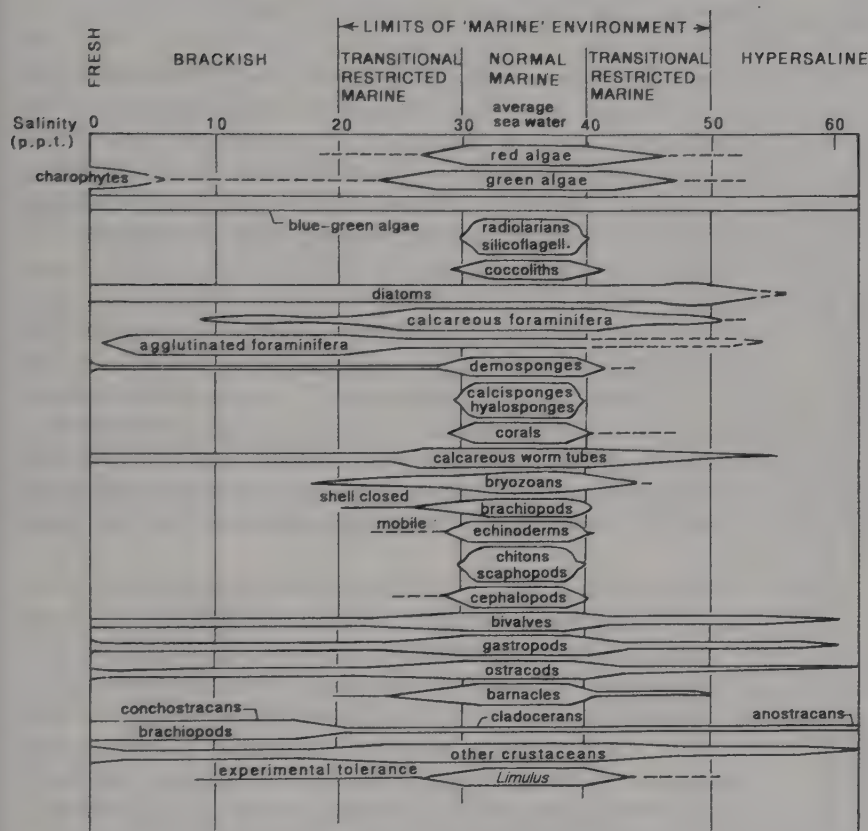 LIMITS OF 'MARINE' ENVIRONMENT
FRESH
BRACKISH
TRANSITIONAL
RESTRICTED
MARINE
NORMAL
MARINE
TRANSITIONAL
RESTRICTED
MARINE
HYPERSALINE
average
sea water
Salinity
(p.p.t.)
0 10 20 30 40 50 60
red algae
charophytes
green algae
blue-green algae
radiolarians
silicoflagell.
coccoliths
diatoms
calcareous foraminifera
agglutinated foraminifera
demosponges
calcisponges
hyalosponges
corals
calcareous worm tubes
bryozoans
shell closed
brachiopods
mobile
echinoderms
chitons
scaphopods
cephalopods
bivalves
gastropods
ostracods
barnacles
conchostracans
cladocerans
anostracans
brachiopods
other crustaceans
experimental tolerance
Limulus